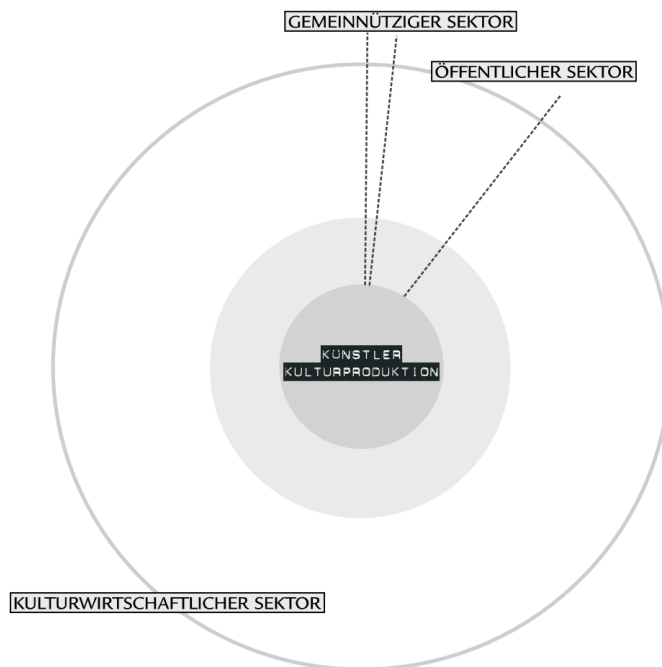 GEMEINNÜTZIGER SEKTOR
ÖFFENTLICHER SEKTOR
KÜNSTLER
KULTURPRODUKTION
KULTURWIRTSCHAFTLICHER SEKTOR